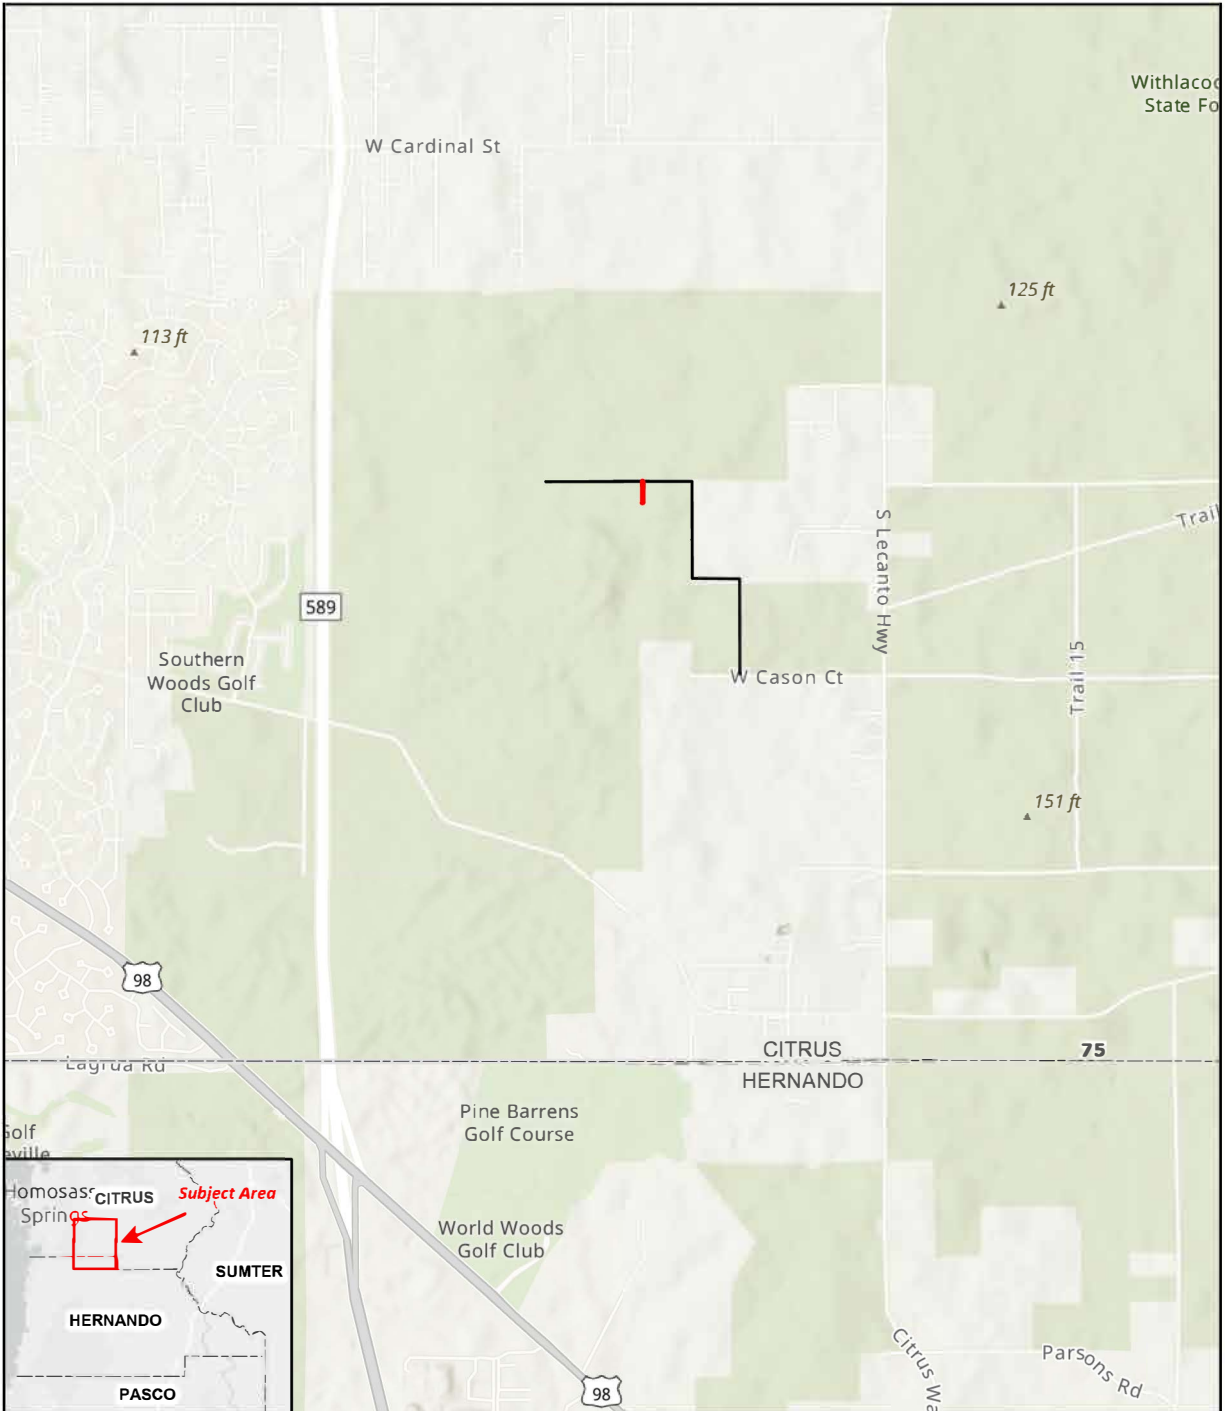 Withlacoo
State Fo
W Cardinal St
125 ft
113 ft
S Lecanto Hwy
Trail
589
Southern
Woods Golf
Club
W Cason Ct
Trail 15
151 ft
98
CITRUS
75
HERNANDO
Lagrua Rd
Pine Barrens
Golf Course
Golf
eville
Homosass
Springs
CITRUS
Subject Area
World Woods
Golf Club
SUMTER
HERNANDO
PASCO
98
Citrus Wa
Parsons Rd